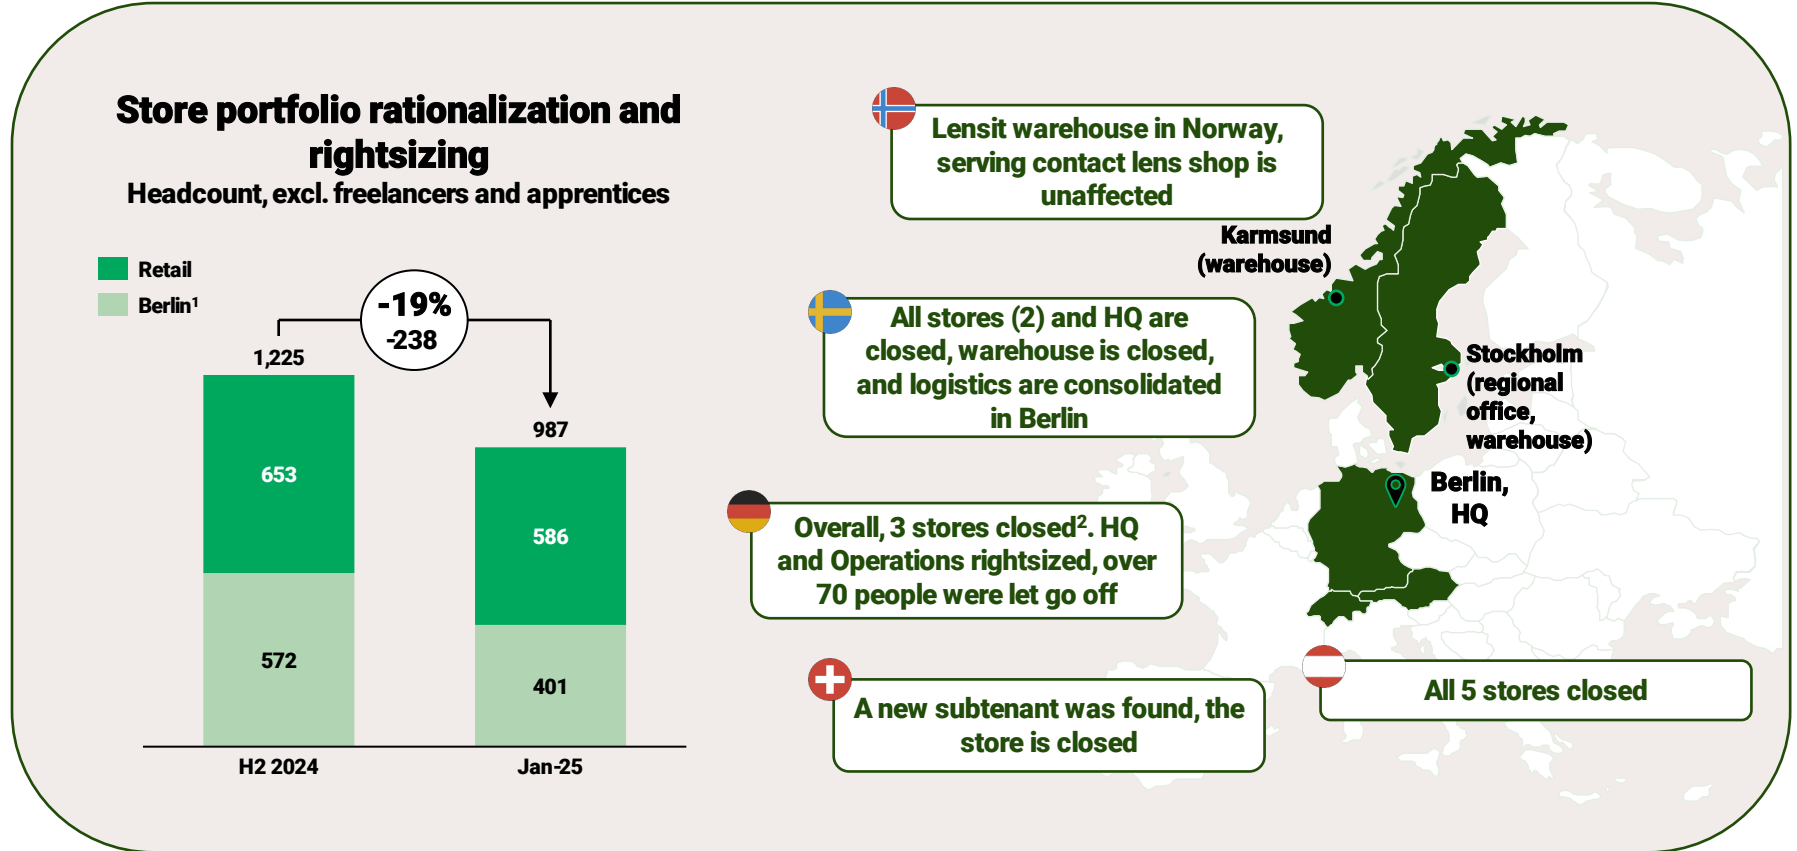 Store portfolio rationalization and
rightsizing
Headcount, excl. freelancers and apprentices
Retail
Berlin¹
-19%
-238
1,225
987
653
586
572
401
H2 2024
Jan-25
Lensit warehouse in Norway,
serving contact lens shop is
unaffected
Karmsund
(warehouse)
All stores (2) and HQ are
closed, warehouse is closed,
and logistics are consolidated
in Berlin
Stockholm
(regional
office,
warehouse)
Berlin,
HQ
Overall, 3 stores closed². HQ
and Operations rightsized, over
70 people were let go off
A new subtenant was found, the
store is closed
All 5 stores closed